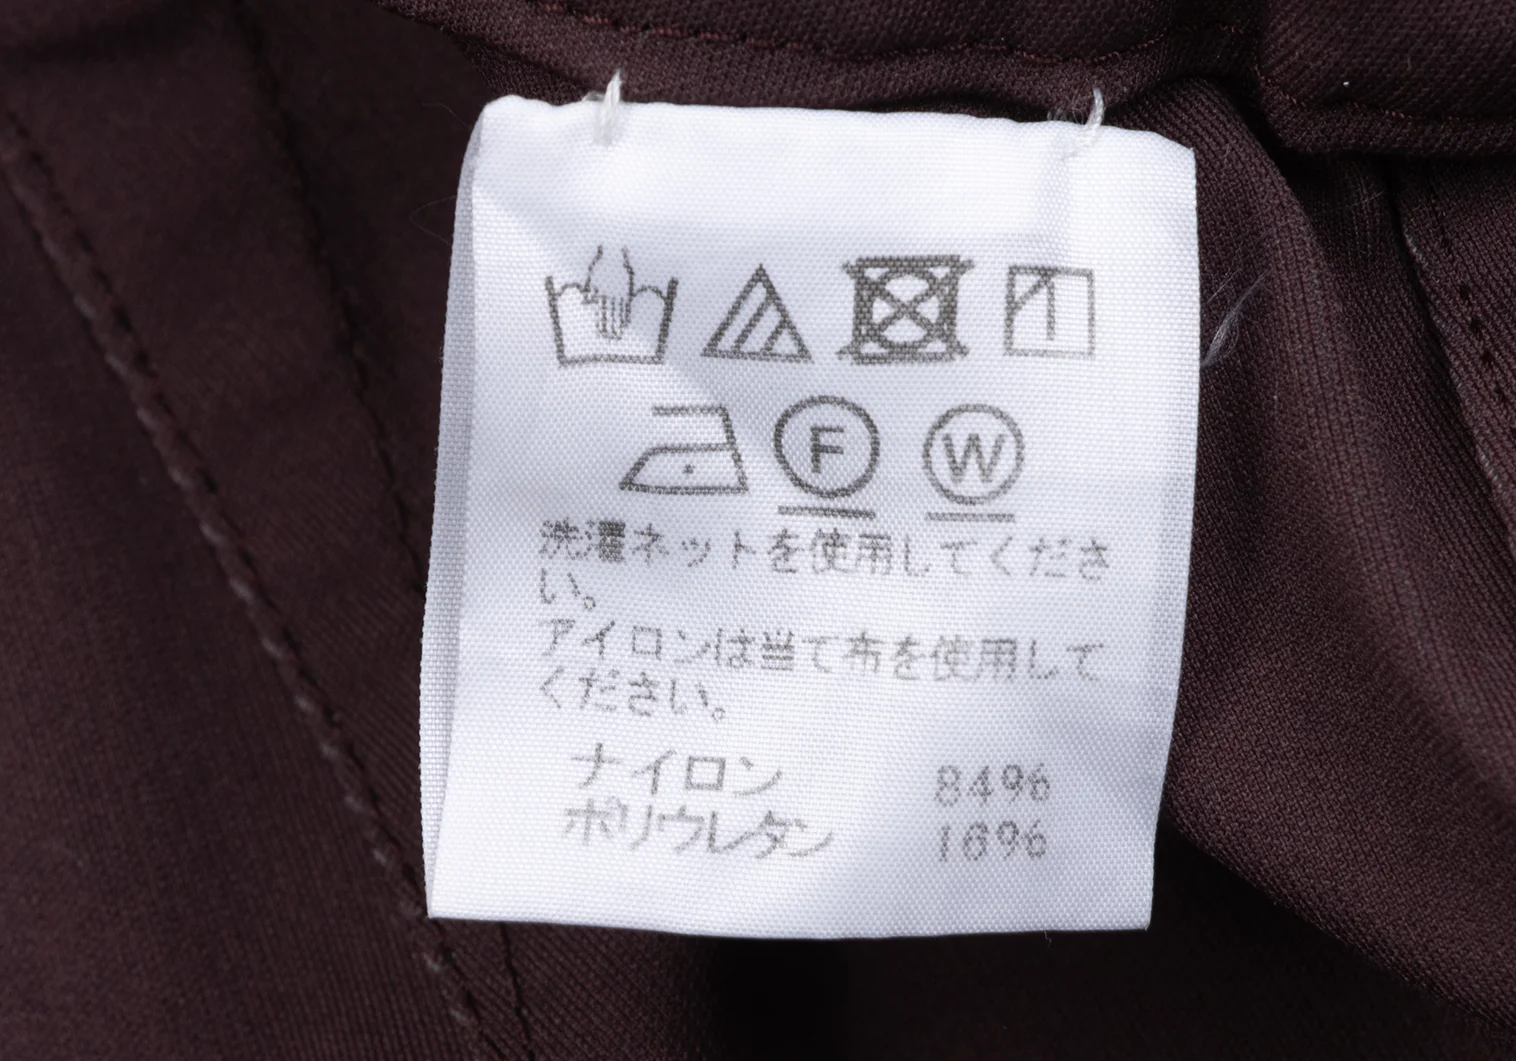 F W
洗濯ネットを使用してくださ
い。
アイロンは当て布を使用して
ください。
ナイロン 84%
ポリウレタン 16%